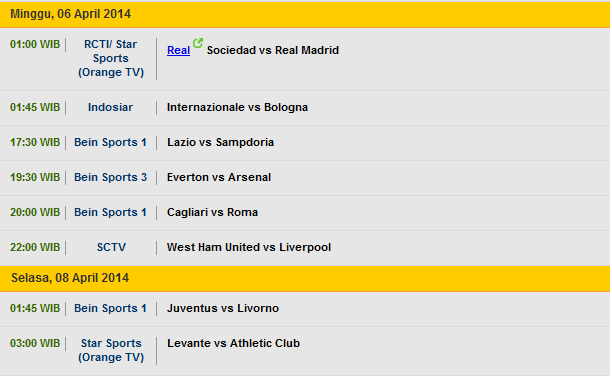 Minggu, 06 April 2014
01:00 WIB RCTI/ Star Sports (Orange TV) Real Sociedad vs Real Madrid
01:45 WIB Indosiar Internazionale vs Bologna
17:30 WIB Bein Sports 1 Lazio vs Sampdoria
19:30 WIB Bein Sports 3 Everton vs Arsenal
20:00 WIB Bein Sports 1 Cagliari vs Roma
22:00 WIB SCTV West Ham United vs Liverpool
Selasa, 08 April 2014
01:45 WIB Bein Sports 1 Juventus vs Livorno
03:00 WIB Star Sports (Orange TV) Levante vs Athletic Club